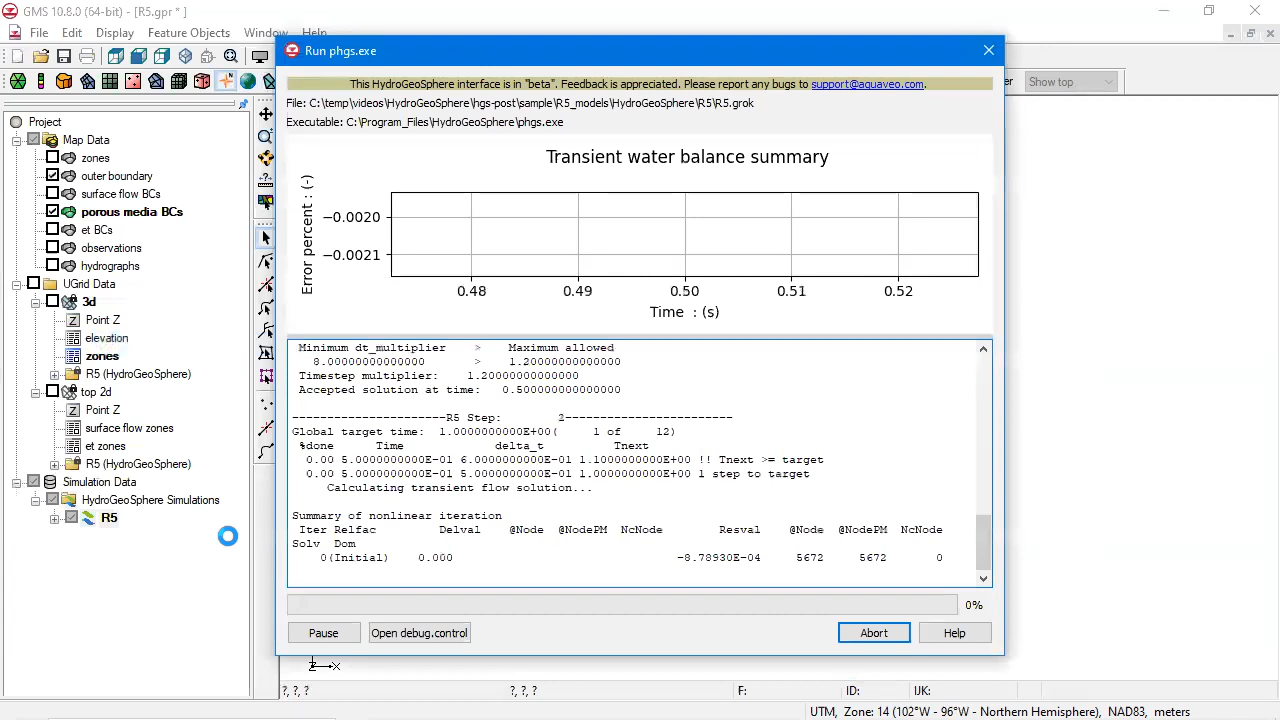 GMS 10.8.0 (64-bit) - [R5.gpr * ]
File Edit Display Feature Objects Window Help
Show top
Project
Map Data
zones
outer boundary
surface flow BCs
porous media BCs
et BCs
observations
hydrographs
UGrid Data
3d
Point Z
elevation
zones
R5 (HydroGeoSphere)
top 2d
Point Z
surface flow zones
et zones
R5 (HydroGeoSphere)
Simulation Data
HydroGeoSphere Simulations
R5
Run phgs.exe
This HydroGeoSphere interface is in "beta". Feedback is appreciated. Please report any bugs to support@aquaveo.com.
File: C:\temp\videos\HydroGeoSphere\hgs-post\sample\R5_models\HydroGeoSphere\R5\R5.grok
Executable: C:\Program_Files\HydroGeoSphere\phgs.exe
Transient water balance summary
Error percent : (-)
−0.0020
−0.0021
0.48 0.49 0.50 0.51 0.52
Time : (s)
Minimum dt_multiplier > Maximum allowed
8.00000000000000 > 1.20000000000000
Timestep multiplier: 1.20000000000000
Accepted solution at time: 0.500000000000000
----------------------R5 Step: 2------------------------
Global target time: 1.0000000000E+00( 1 of 12)
%done Time delta_t Tnext
0.00 5.0000000000E-01 6.0000000000E-01 1.1000000000E+00 !! Tnext >= target
0.00 5.0000000000E-01 5.0000000000E-01 1.0000000000E+00 1 step to target
Calculating transient flow solution...
Summary of nonlinear iteration
Iter Relfac Delval @Node @NodePM NcNode Resval @Node @NodePM NcNode
Solv Dom
0(Initial) 0.000 -8.78930E-04 5672 5672 0
0%
Pause Open debug.control Abort Help
Z X
?, ?, ? ?, ?, ? F: ID: IJK:
UTM, Zone: 14 (102°W - 96°W - Northern Hemisphere), NAD83, meters